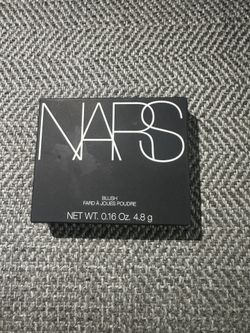 NARS
BLUSH
FARD À JOUES POUDRE
NET WT. 0.16 Oz. 4.8 g